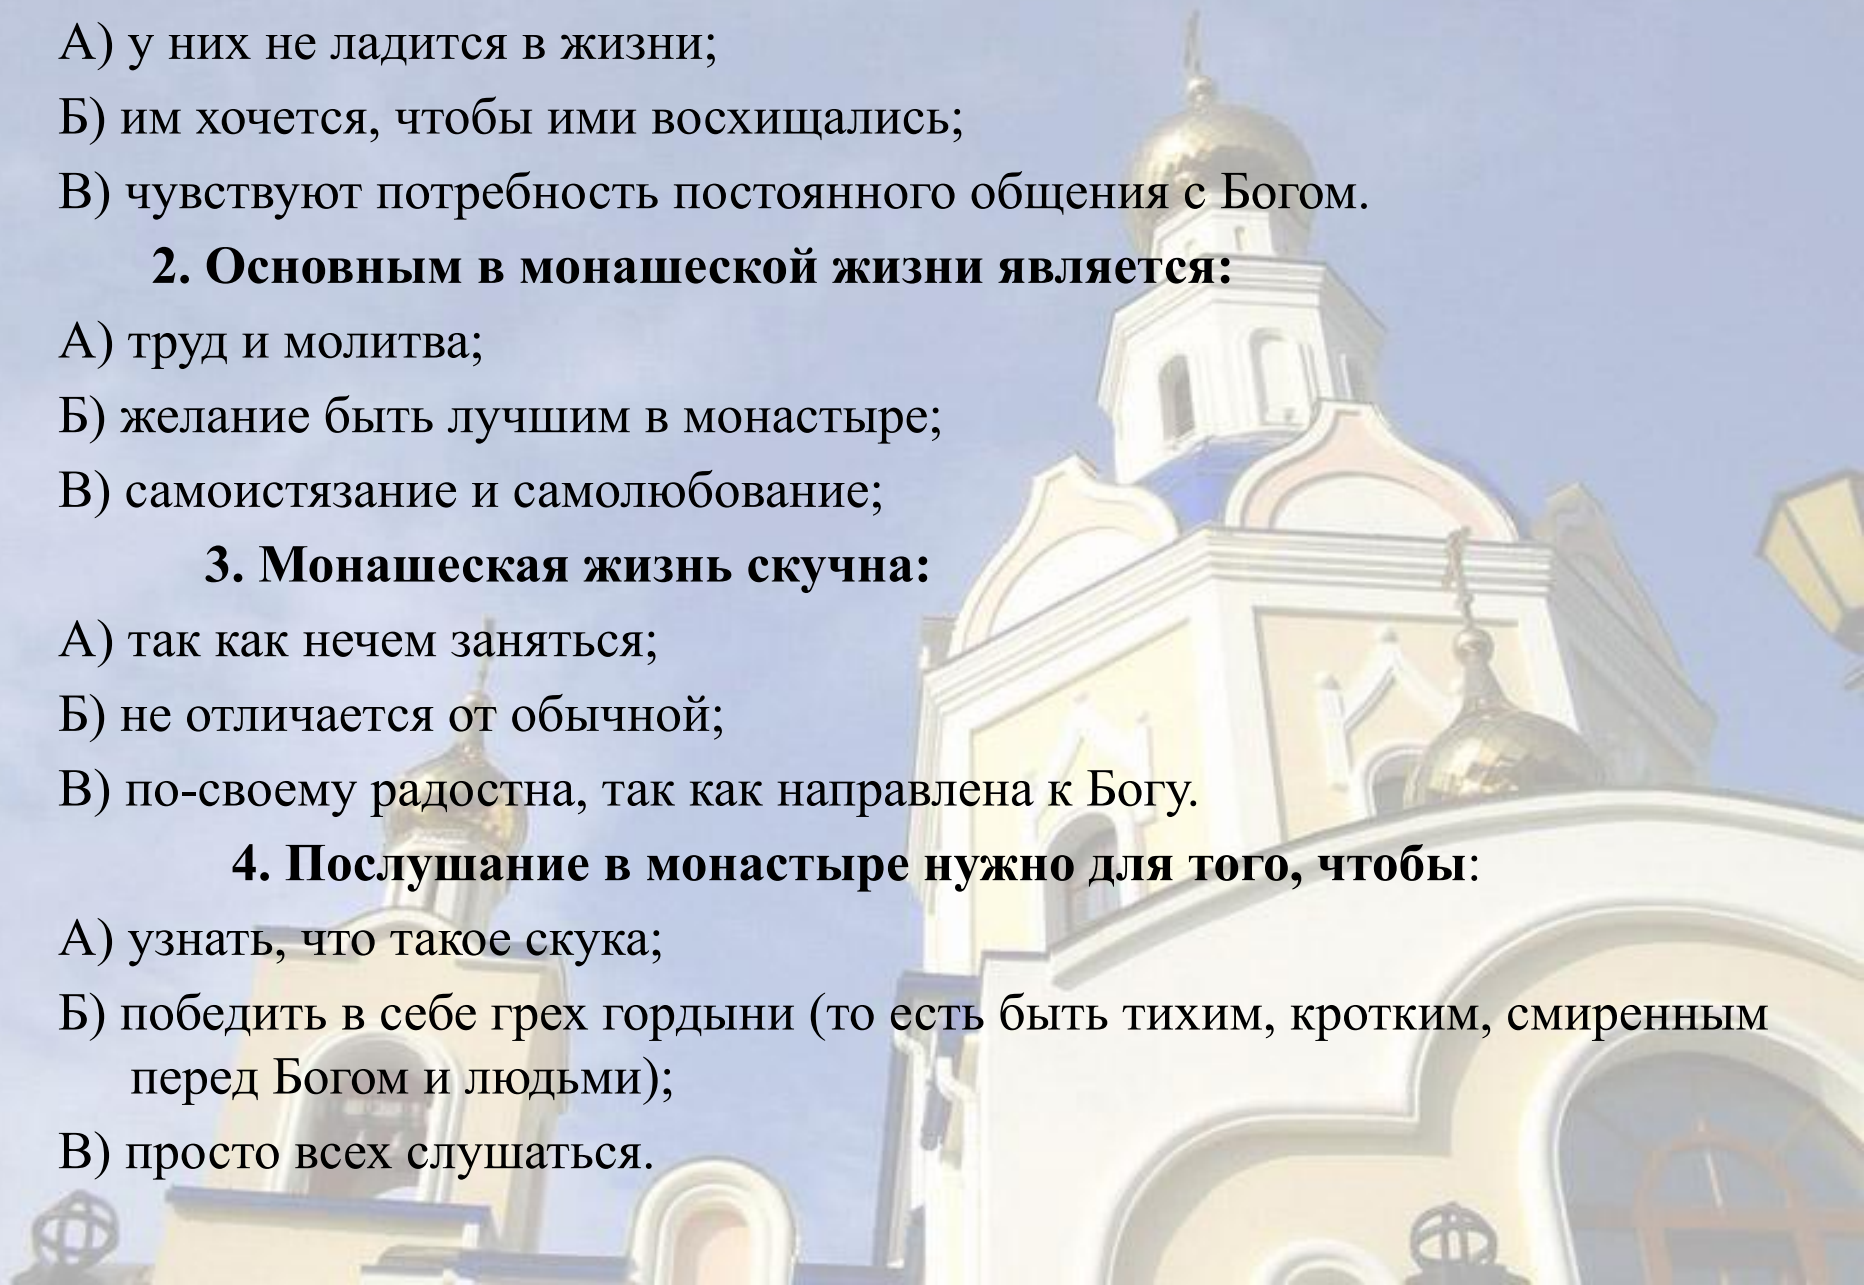 А) у них не ладится в жизни;
Б) им хочется, чтобы ими восхищались;
В) чувствуют потребность постоянного общения с Богом.
2. Основным в монашеской жизни является:
А) труд и молитва;
Б) желание быть лучшим в монастыре;
В) самоистязание и самолюбование;
3. Монашеская жизнь скучна:
А) так как нечем заняться;
Б) не отличается от обычной;
В) по-своему радостна, так как направлена к Богу.
4. Послушание в монастыре нужно для того, чтобы:
А) узнать, что такое скука;
Б) победить в себе грех гордыни (то есть быть тихим, кротким, смиренным
перед Богом и людьми);
В) просто всех слушаться.